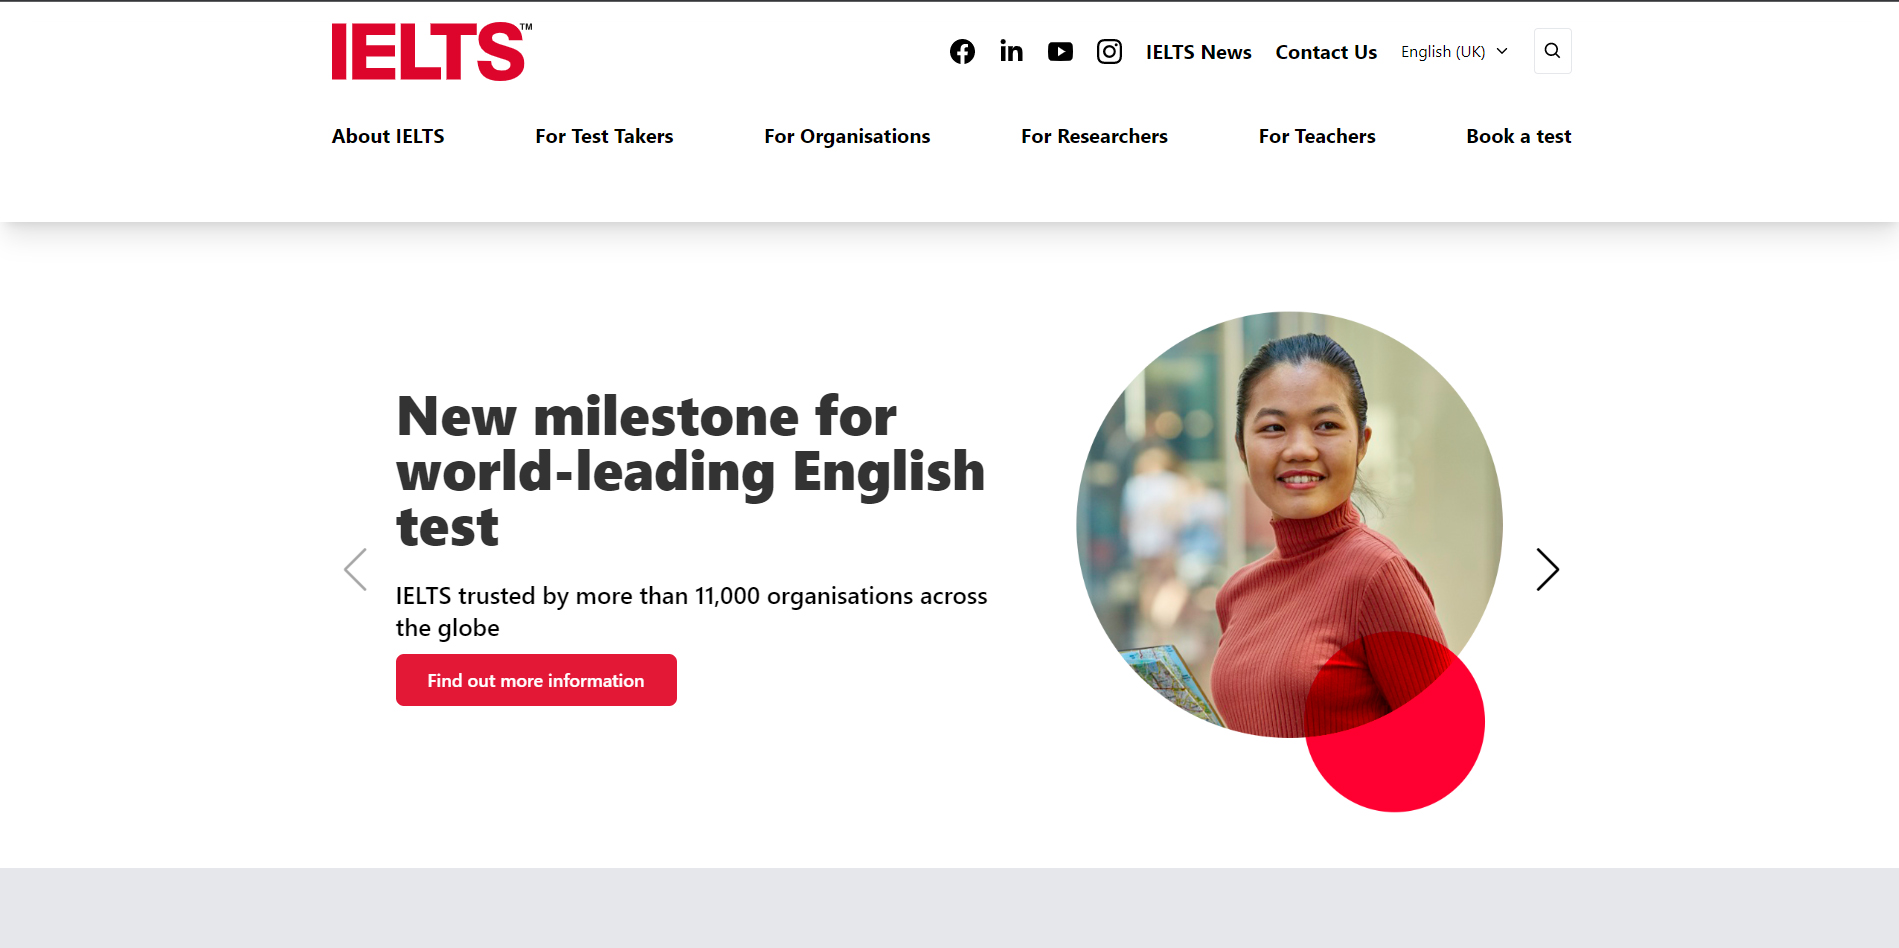 IELTS™
IELTS News
Contact Us
English (UK)
About IELTS
For Test Takers
For Organisations
For Researchers
For Teachers
Book a test
New milestone for
world-leading English
test
IELTS trusted by more than 11,000 organisations across
the globe
Find out more information